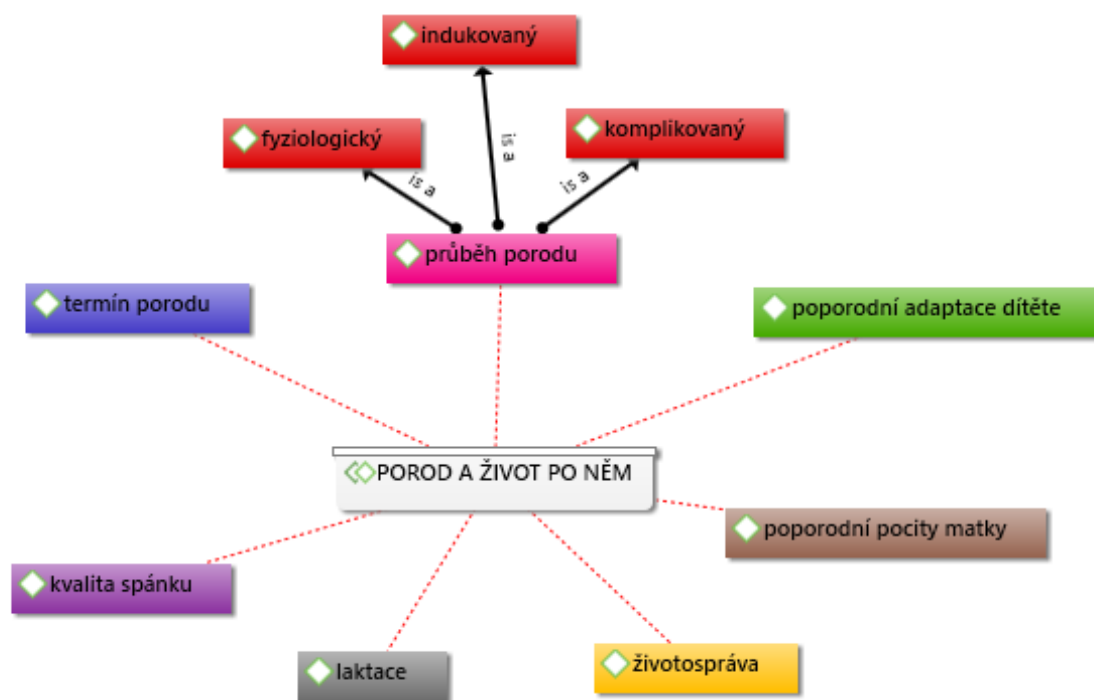 indukovaný
fyziologický
komplikovaný
is a
is a
is a
průběh porodu
termín porodu
poporodní adaptace dítěte
POROD A ŽIVOT PO NĚM
poporodní pocity matky
kvalita spánku
laktace
životospráva